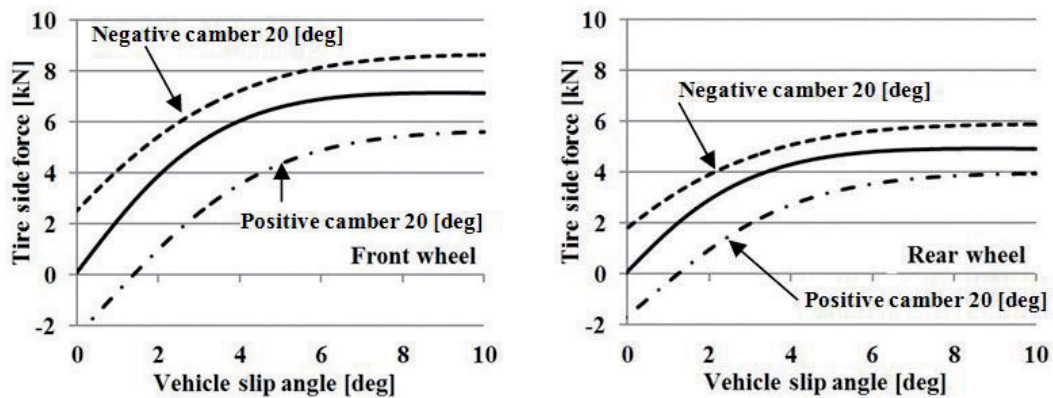 Tire side force [kN]
10
8
6
4
2
0
-2
Negative camber 20 [deg]
Positive camber 20 [deg]
Front wheel
0 2 4 6 8 10
Vehicle slip angle [deg]
Tire side force [kN]
10
8
6
4
2
0
-2
Negative camber 20 [deg]
Rear wheel
Positive camber 20 [deg]
0 2 4 6 8 10
Vehicle slip angle [deg]